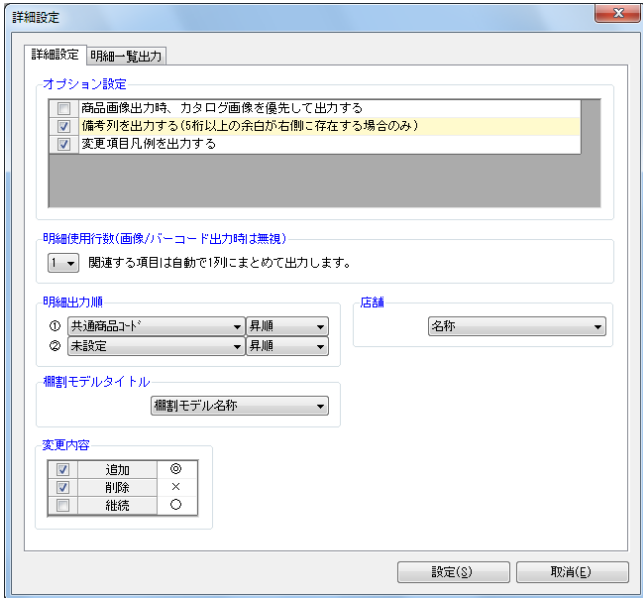 詳細設定
詳細設定 明細一覧出力
オプション設定
商品画像出力時、カタログ画像を優先して出力する
備考列を出力する(5桁以上の余白が右側に存在する場合のみ)
変更項目凡例を出力する
明細使用行数(画像/バーコード出力時は無視)
1 関連する項目は自動で1列にまとめて出力します。
明細出力順
① 共通商品ｺｰﾄﾞ 昇順
② 未設定 昇順
店舗
名称
棚割モデルタイトル
棚割モデル名称
変更内容
追加 ◎
削除 ×
継続 ○
設定(S) 取消(E)